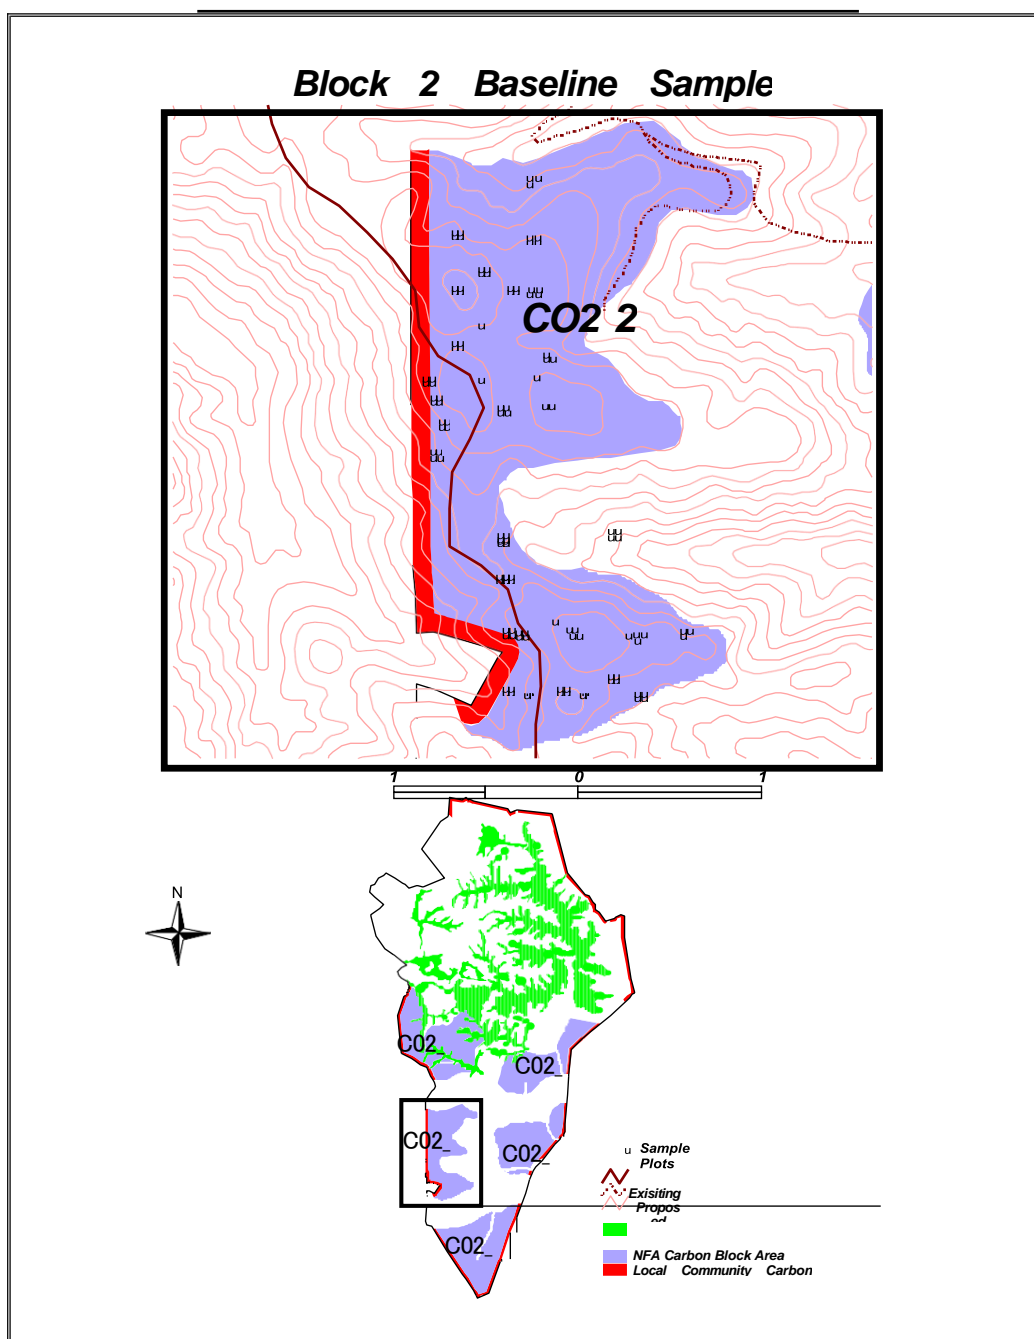 Block 2 Baseline Sample
CO2 2
1 0 1
N
C02_
C02_
C02_
C02_
C02_
u Sample
Plots
Exisiting
Propos
NFA Carbon Block Area
Local Community Carbon